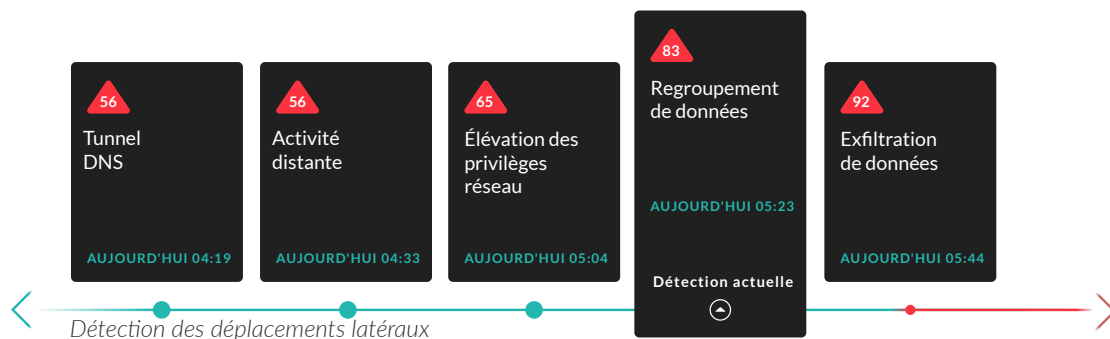 56
Tunnel
DNS
AUJOURD'HUI 04:19
56
Activité
distante
AUJOURD'HUI 04:33
65
Élévation des
privilèges
réseau
AUJOURD'HUI 05:04
83
Regroupement
de données
AUJOURD'HUI 05:23
Détection actuelle
92
Exfiltration
de données
AUJOURD'HUI 05:44
Détection des déplacements latéraux